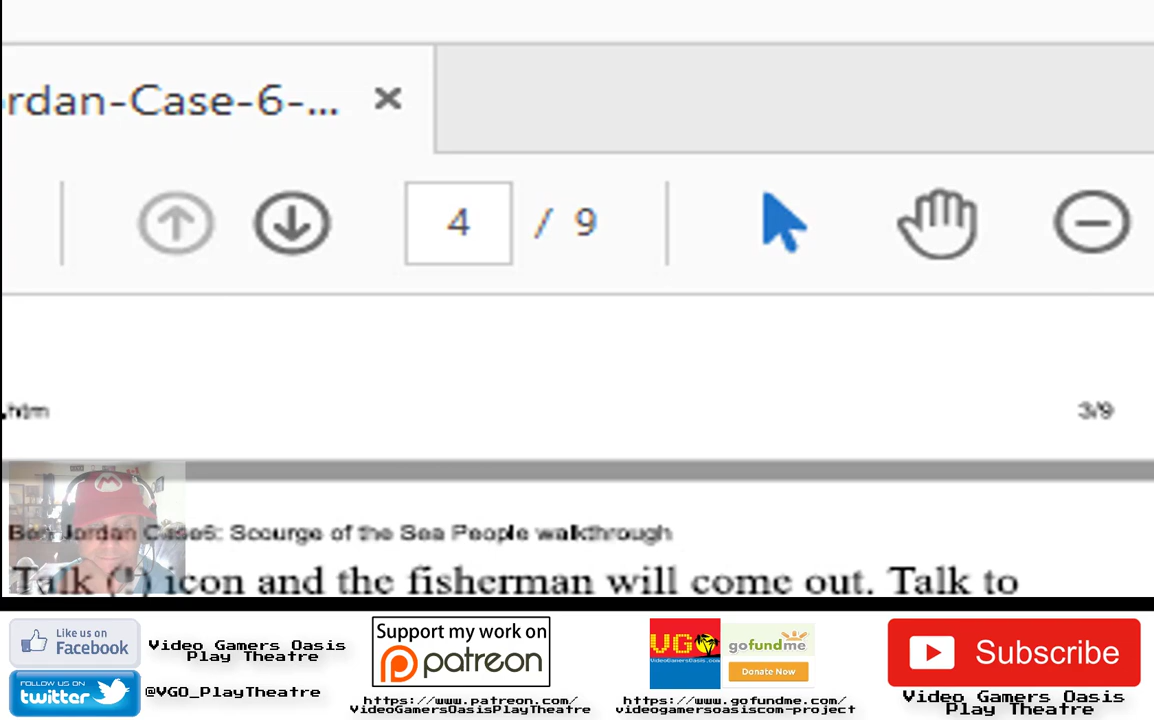 rdan-Case-6-...
4 / 9
.htm 3/9
Ben Jordan Case6: Scourge of the Sea People walkthrough
Talk (!) icon and the fisherman will come out. Talk to
Like us on
Facebook
Video Gamers Oasis
Play Theatre
FOLLOW US ON
twitter
@VGO_PlayTheatre
Support my work on
patreon
https://www.patreon.com/
VideoGamersOasisPlayTheatre
VGO
VideoGamersOasis.com
gofundme
Donate Now
https://www.gofundme.com/
videogamersoasiscom-project
Subscribe
Video Gamers Oasis
Play Theatre